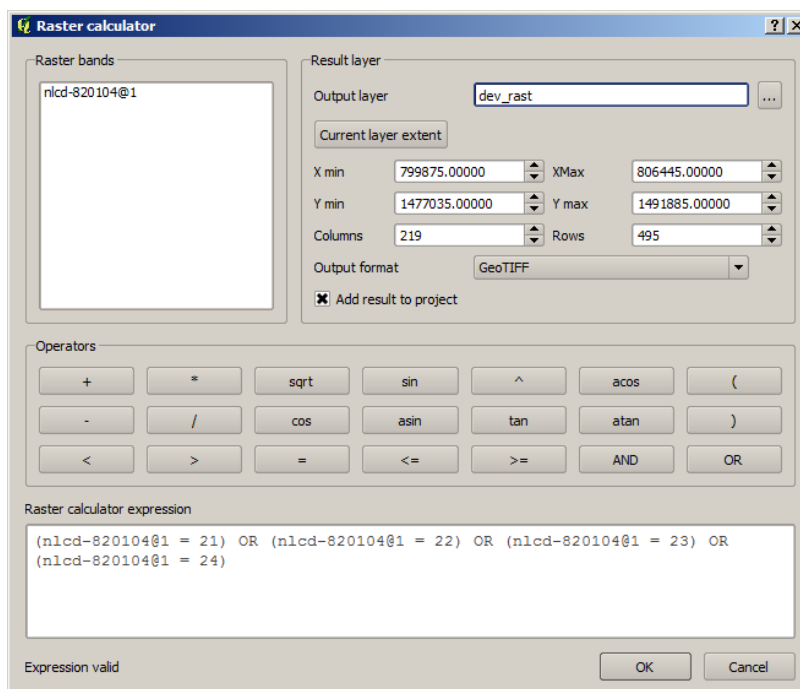 Raster calculator
Raster bands
nlcd-820104@1
Result layer
Output layer dev_rast ...
Current layer extent
X min 799875.00000 XMax 806445.00000
Y min 1477035.00000 Y max 1491885.00000
Columns 219 Rows 495
Output format GeoTIFF
Add result to project
Operators
+ * sqrt sin ^ acos (
- / cos asin tan atan )
< > = <= >= AND OR
Raster calculator expression
(nlcd-820104@1 = 21) OR (nlcd-820104@1 = 22) OR (nlcd-820104@1 = 23) OR
(nlcd-820104@1 = 24)
Expression valid OK Cancel